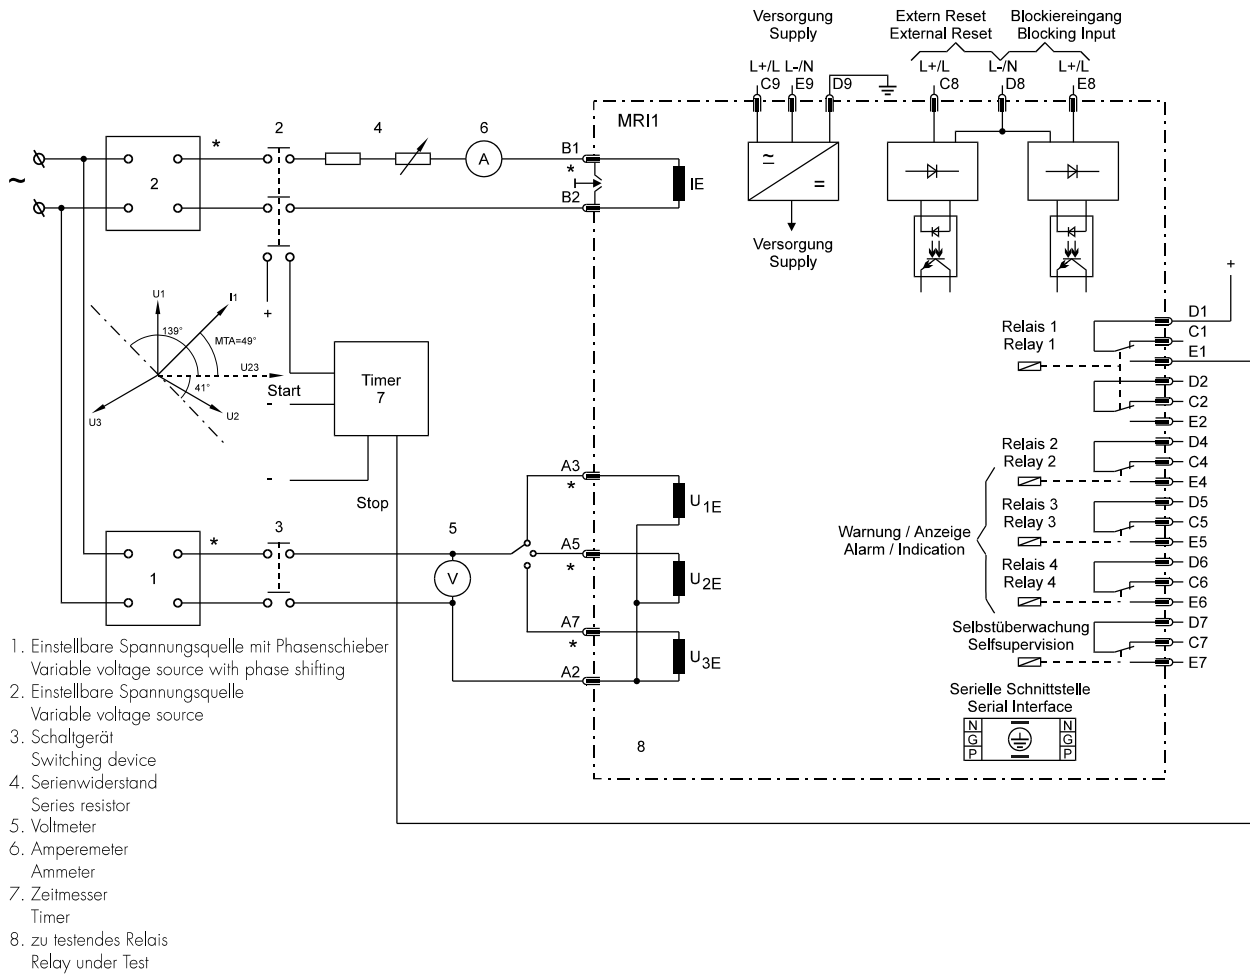 Versorgung
Supply
Extern Reset
External Reset
Blockiereingang
Blocking Input
L+/L L-/N
C9 E9 D9
L+/L L-/N L+/L
C8 D8 E8
MRI1
* 2 4 6
A
B1
*
B2
IE
~
2
≂
=
Versorgung
Supply
+
U1
I1
139°
MTA=49°
U23
41°
U2
U3
+
Start
-
-
Timer
7
Stop
Relais 1
Relay 1
D1
C1
E1
D2
C2
E2
Relais 2
Relay 2
D4
C4
E4
Relais 3
Relay 3
D5
C5
E5
Warnung / Anzeige
Alarm / Indication
Relais 4
Relay 4
D6
C6
E6
Selbstüberwachung
Selfsupervision
D7
C7
E7
A3
*
U1E
* 3 5
V
1
A5
*
U2E
A7
*
U3E
A2
8
Serielle Schnittstelle
Serial Interface
N N
G G
P P
1. Einstellbare Spannungsquelle mit Phasenschieber
Variable voltage source with phase shifting
2. Einstellbare Spannungsquelle
Variable voltage source
3. Schaltgerät
Switching device
4. Serienwiderstand
Series resistor
5. Voltmeter
6. Amperemeter
Ammeter
7. Zeitmesser
Timer
8. zu testendes Relais
Relay under Test